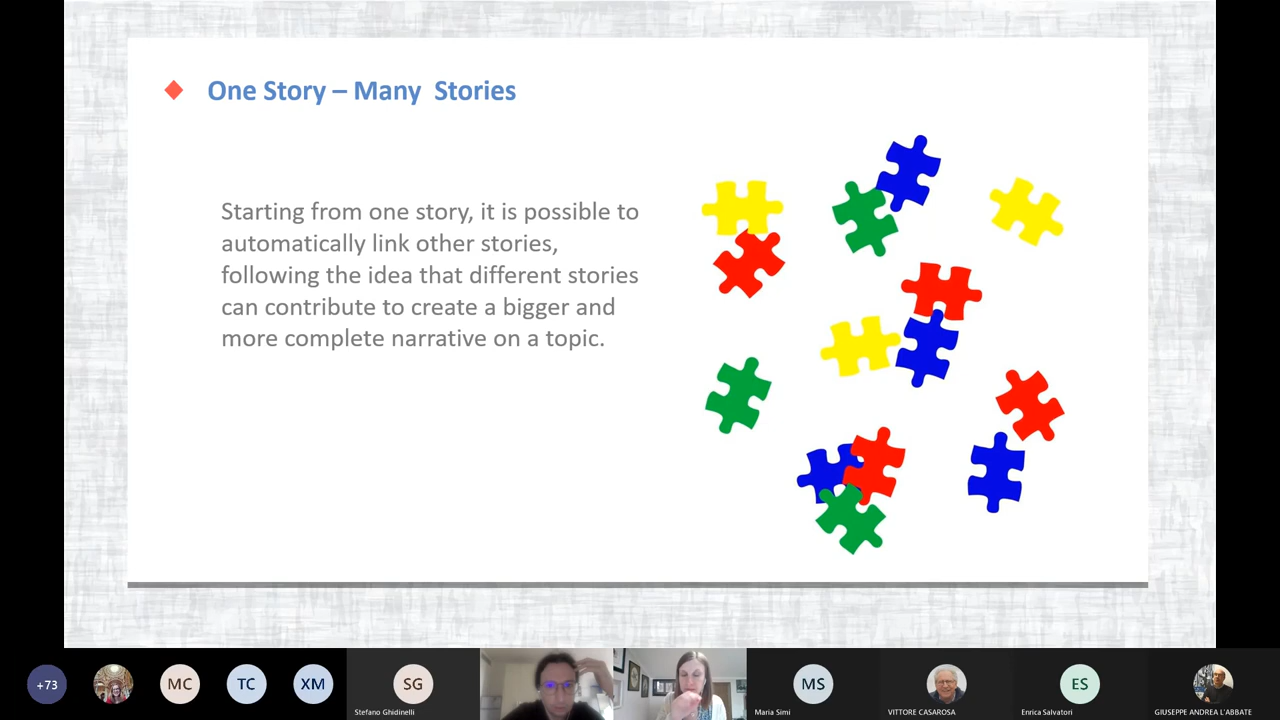 One Story – Many  Stories
Starting from one story, it is possible to
automatically link other stories,
following the idea that different stories
can contribute to create a bigger and
more complete narrative on a topic.
+73
MC
TC
XM
SG
MS
ES
Stefano Ghidinelli
Maria Simi
VITTORE CASAROSA
Enrica Salvatori
GIUSEPPE ANDREA L'ABBATE